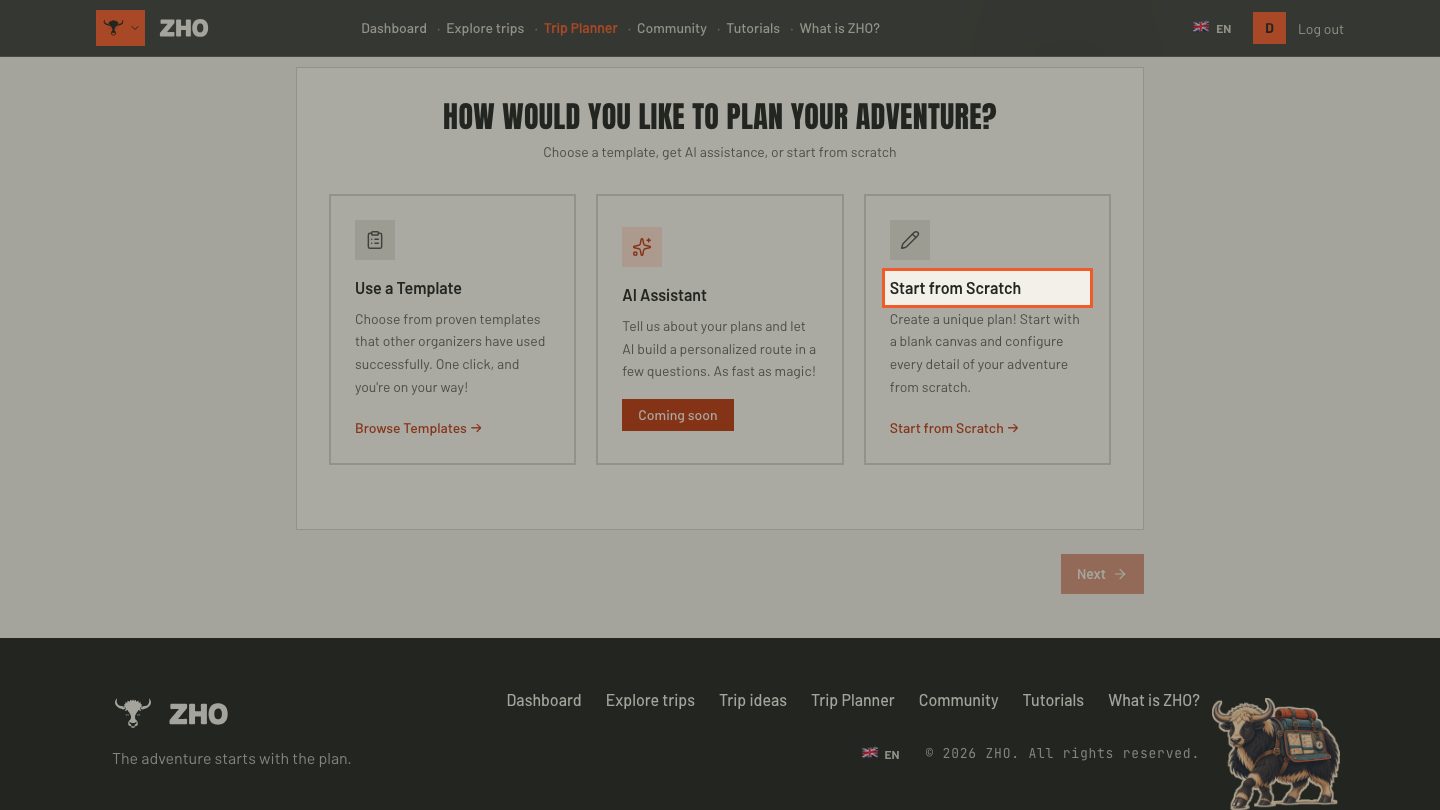 ZHO
Dashboard · Explore trips · Trip Planner · Community · Tutorials · What is ZHO?
EN
D
Log out
HOW WOULD YOU LIKE TO PLAN YOUR ADVENTURE?
Choose a template, get AI assistance, or start from scratch
Use a Template
Choose from proven templates
that other organizers have used
successfully. One click, and
you're on your way!
Browse Templates →
AI Assistant
Tell us about your plans and let
AI build a personalized route in a
few questions. As fast as magic!
Coming soon
Start from Scratch
Create a unique plan! Start with
a blank canvas and configure
every detail of your adventure
from scratch.
Start from Scratch →
Next →
ZHO
The adventure starts with the plan.
Dashboard Explore trips Trip ideas Trip Planner Community Tutorials What is ZHO?
EN
© 2026 ZHO. All rights reserved.